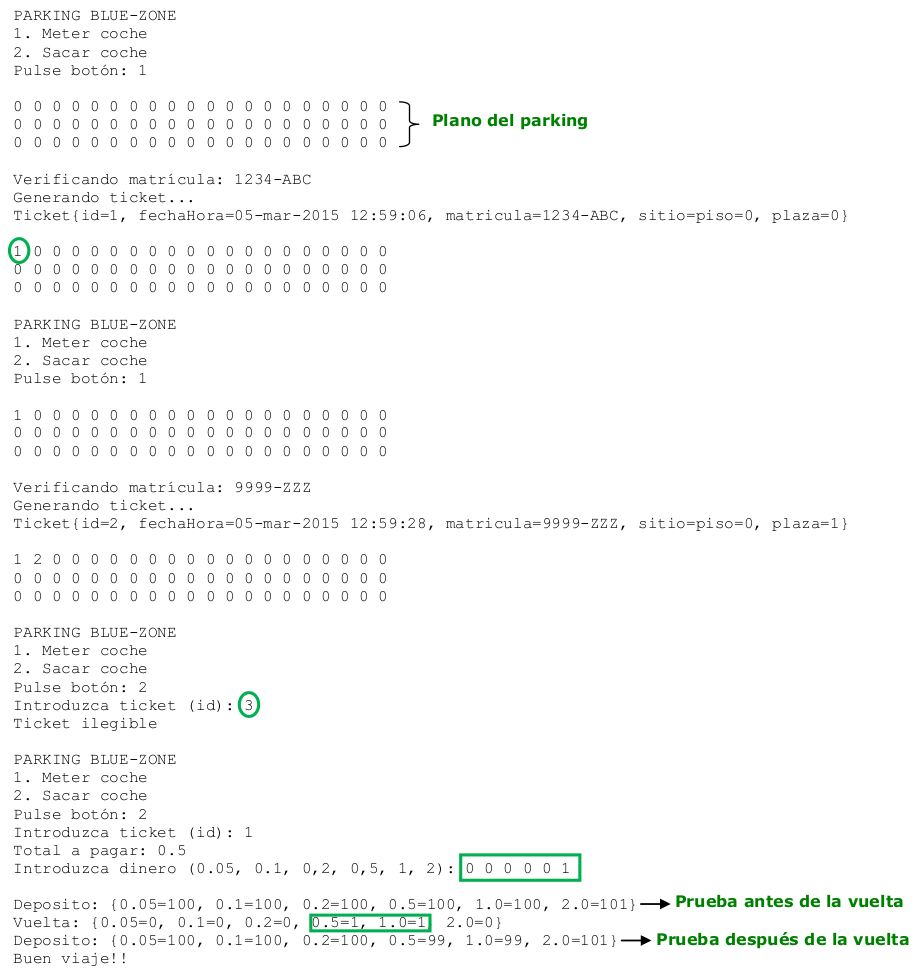 PARKING BLUE-ZONE
1. Meter coche
2. Sacar coche
Pulse botón: 1
0 0 0 0 0 0 0 0 0 0 0 0 0 0 0 0 0 0 0 0
0 0 0 0 0 0 0 0 0 0 0 0 0 0 0 0 0 0 0 0 Plano del parking
0 0 0 0 0 0 0 0 0 0 0 0 0 0 0 0 0 0 0 0
Verificando matrícula: 1234-ABC
Generando ticket...
Ticket{id=1, fechaHora=05-mar-2015 12:59:06, matricula=1234-ABC, sitio=piso=0, plaza=0}
1 0 0 0 0 0 0 0 0 0 0 0 0 0 0 0 0 0 0 0
0 0 0 0 0 0 0 0 0 0 0 0 0 0 0 0 0 0 0 0
0 0 0 0 0 0 0 0 0 0 0 0 0 0 0 0 0 0 0 0
PARKING BLUE-ZONE
1. Meter coche
2. Sacar coche
Pulse botón: 1
1 0 0 0 0 0 0 0 0 0 0 0 0 0 0 0 0 0 0 0
0 0 0 0 0 0 0 0 0 0 0 0 0 0 0 0 0 0 0 0
0 0 0 0 0 0 0 0 0 0 0 0 0 0 0 0 0 0 0 0
Verificando matrícula: 9999-ZZZ
Generando ticket...
Ticket{id=2, fechaHora=05-mar-2015 12:59:28, matricula=9999-ZZZ, sitio=piso=0, plaza=1}
1 2 0 0 0 0 0 0 0 0 0 0 0 0 0 0 0 0 0 0
0 0 0 0 0 0 0 0 0 0 0 0 0 0 0 0 0 0 0 0
0 0 0 0 0 0 0 0 0 0 0 0 0 0 0 0 0 0 0 0
PARKING BLUE-ZONE
1. Meter coche
2. Sacar coche
Pulse botón: 2
Introduzca ticket (id): 3
Ticket ilegible
PARKING BLUE-ZONE
1. Meter coche
2. Sacar coche
Pulse botón: 2
Introduzca ticket (id): 1
Total a pagar: 0.5
Introduzca dinero (0.05, 0.1, 0,2, 0,5, 1, 2): 0 0 0 0 0 1
Deposito: {0.05=100, 0.1=100, 0.2=100, 0.5=100, 1.0=100, 2.0=101} Prueba antes de la vuelta
Vuelta: {0.05=0, 0.1=0, 0.2=0, 0.5=1, 1.0=1 2.0=0}
Deposito: {0.05=100, 0.1=100, 0.2=100, 0.5=99, 1.0=99, 2.0=101} Prueba después de la vuelta
Buen viaje!!